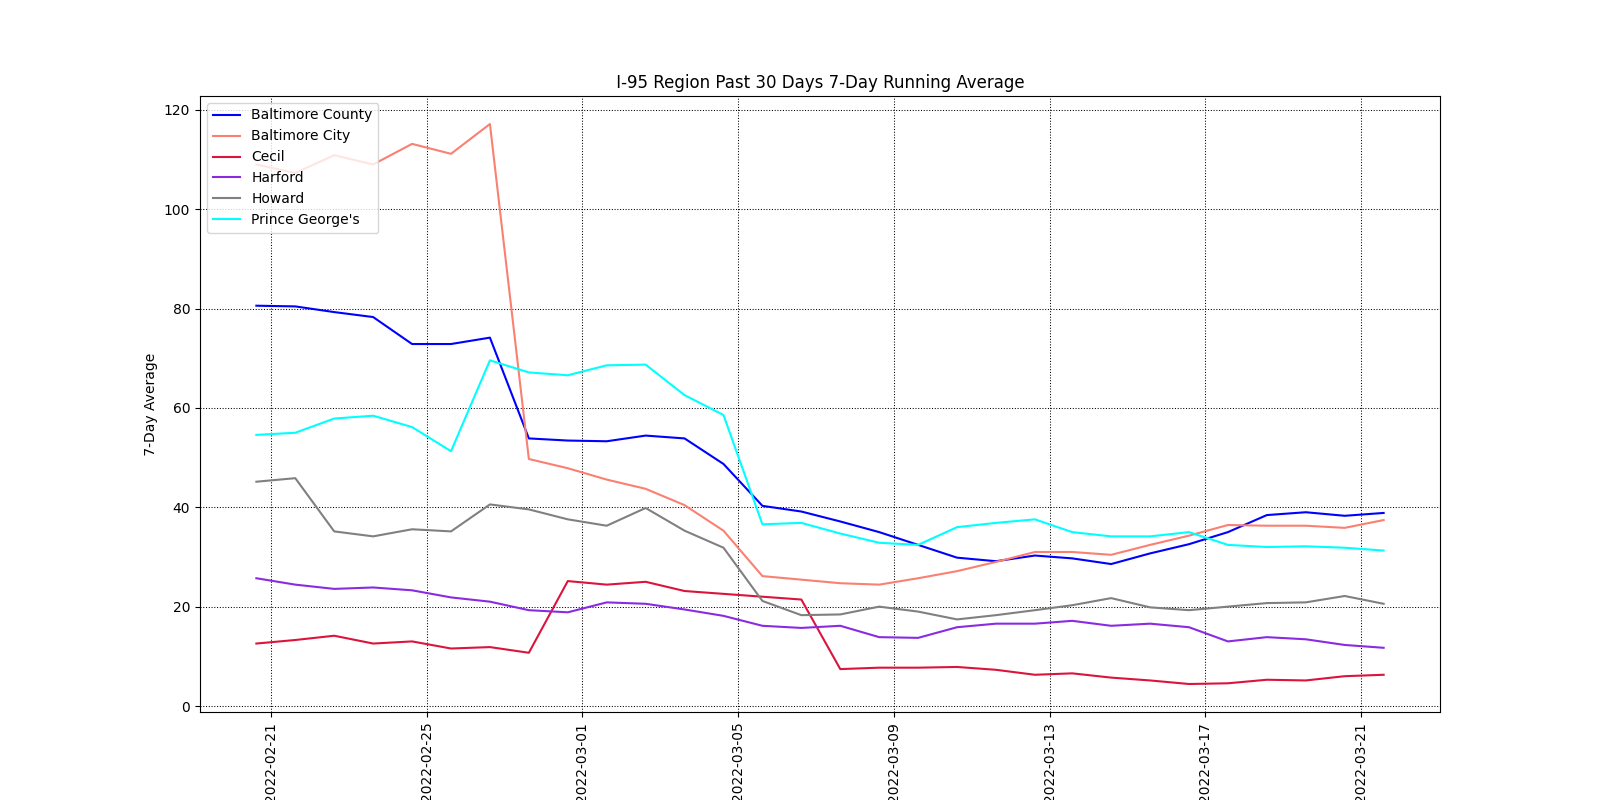 I-95 Region Past 30 Days 7-Day Running Average
Baltimore County
Baltimore City
Cecil
Harford
Howard
Prince George's
7-Day Average
120
100
80
60
40
20
0
2022-02-21
2022-02-25
2022-03-01
2022-03-05
2022-03-09
2022-03-13
2022-03-17
2022-03-21